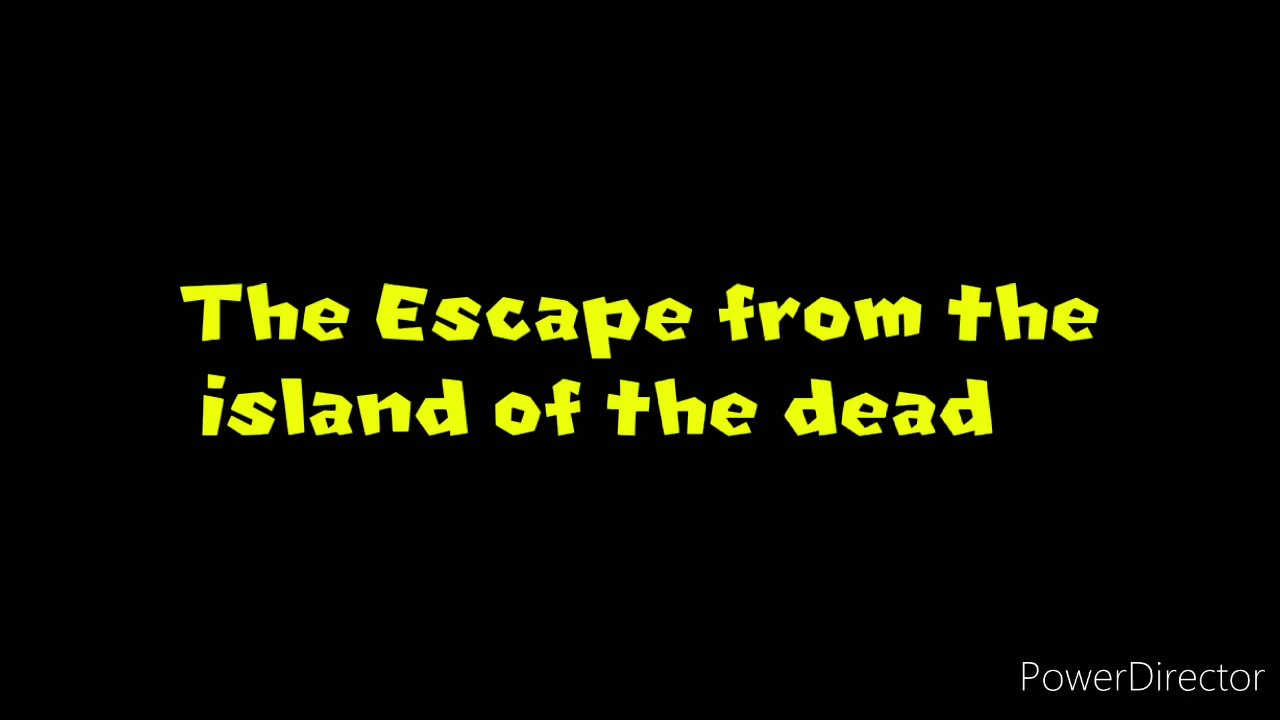 The Escape from the
island of the dead
PowerDirector